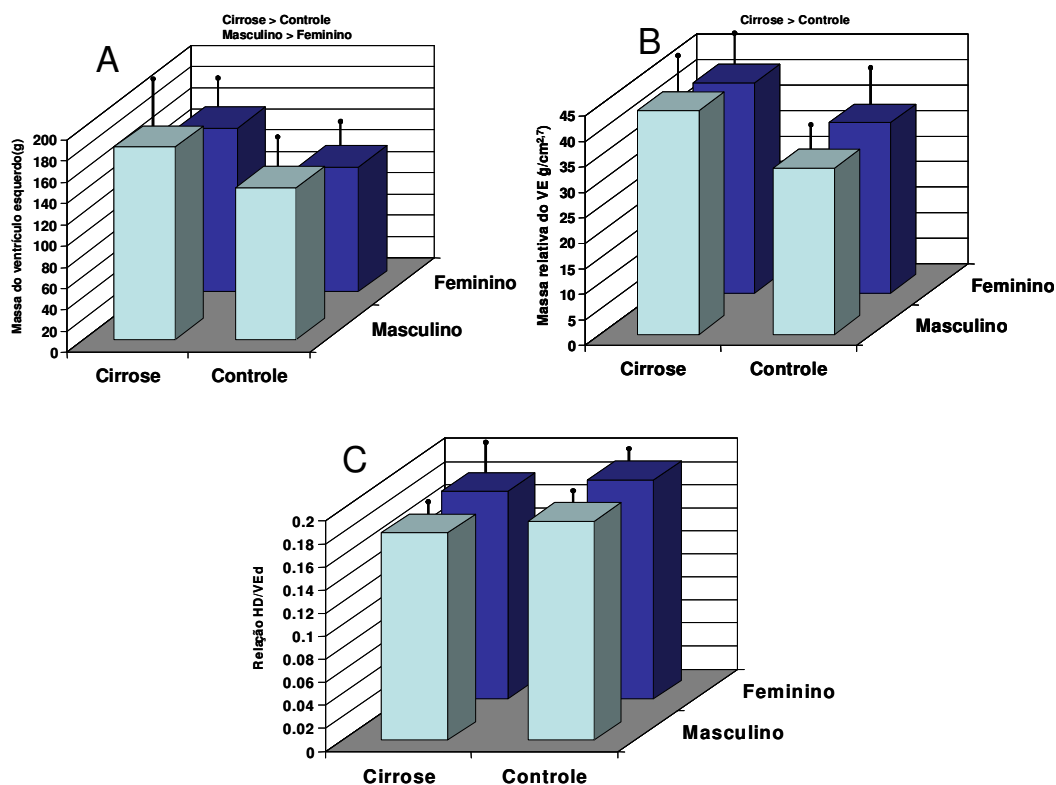 Cirrose > Controle
Masculino > Feminino
A
Massa do ventrículo esquerdo(g)
200
180
160
140
120
100
80
60
40
20
0
Cirrose
Controle
Masculino
Feminino
Cirrose > Controle
B
Massa relativa do VE (g/cm²·⁷)
45
40
35
30
25
20
15
10
5
0
Cirrose
Controle
Masculino
Feminino
C
Relação HD/VEd
0.2
0.18
0.16
0.14
0.12
0.1
0.08
0.06
0.04
0.02
0
Cirrose
Controle
Masculino
Feminino